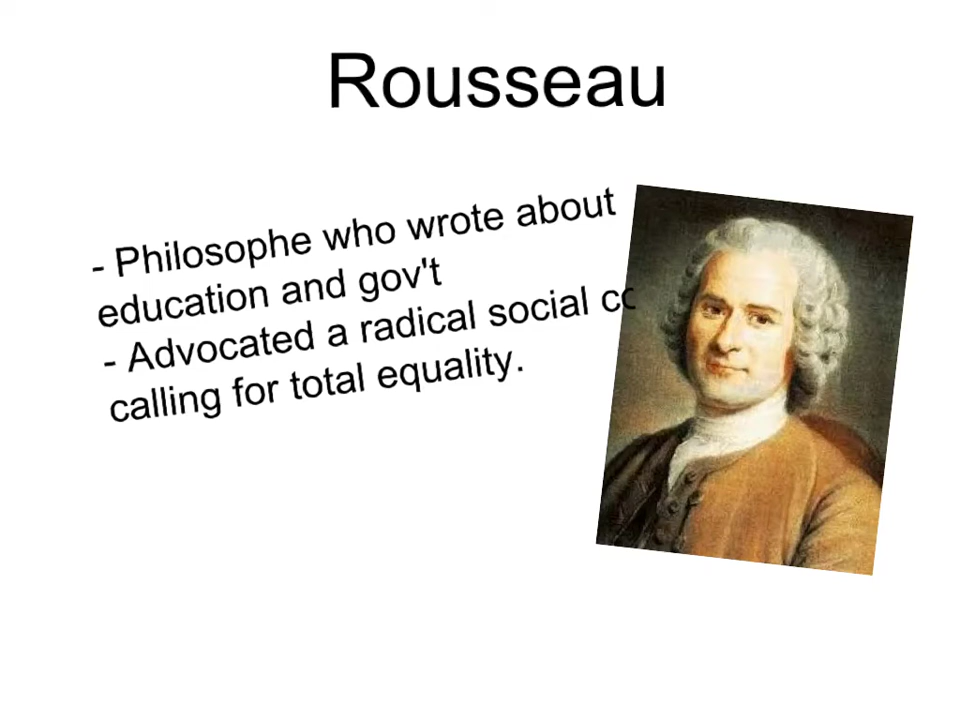 Rousseau
- Philosophe who wrote about
education and gov't
- Advocated a radical social
calling for total equality.